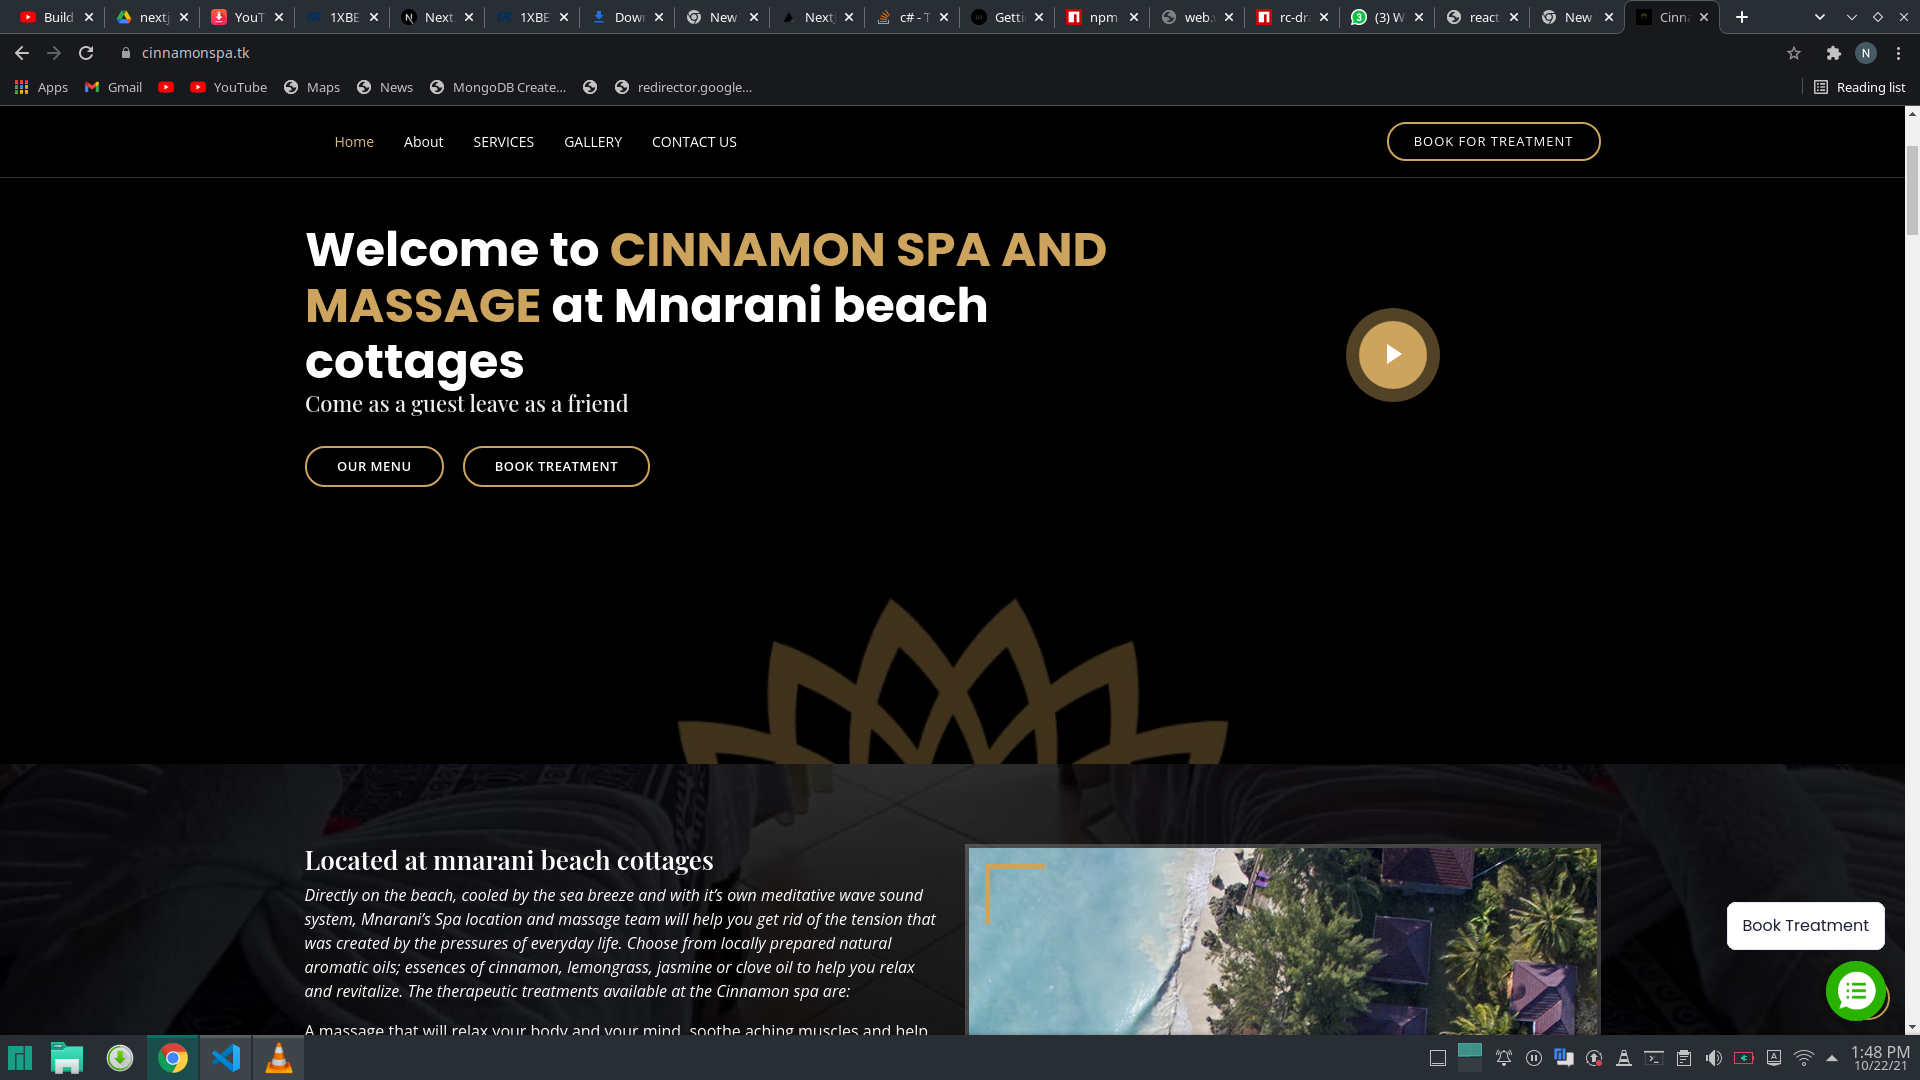 Build
nextj
YouT
1XBE
Next.
1XBE
Down
New
Nextj
c# - T
Getti
npm
web.
rc-dra
(3) W
react
New
Cinna
cinnamonspa.tk
N
Apps
Gmail
YouTube
Maps
News
MongoDB Create...
redirector.google...
Reading list
Home
About
SERVICES
GALLERY
CONTACT US
BOOK FOR TREATMENT
Welcome to CINNAMON SPA AND
MASSAGE at Mnarani beach
cottages
Come as a guest leave as a friend
OUR MENU
BOOK TREATMENT
Located at mnarani beach cottages
Directly on the beach, cooled by the sea breeze and with it’s own meditative wave sound
system, Mnarani’s Spa location and massage team will help you get rid of the tension that
was created by the pressures of everyday life. Choose from locally prepared natural
aromatic oils; essences of cinnamon, lemongrass, jasmine or clove oil to help you relax
and revitalize. The therapeutic treatments available at the Cinnamon spa are:
A massage that will relax your body and your mind, soothe aching muscles and help
Book Treatment
1:48 PM
10/22/21